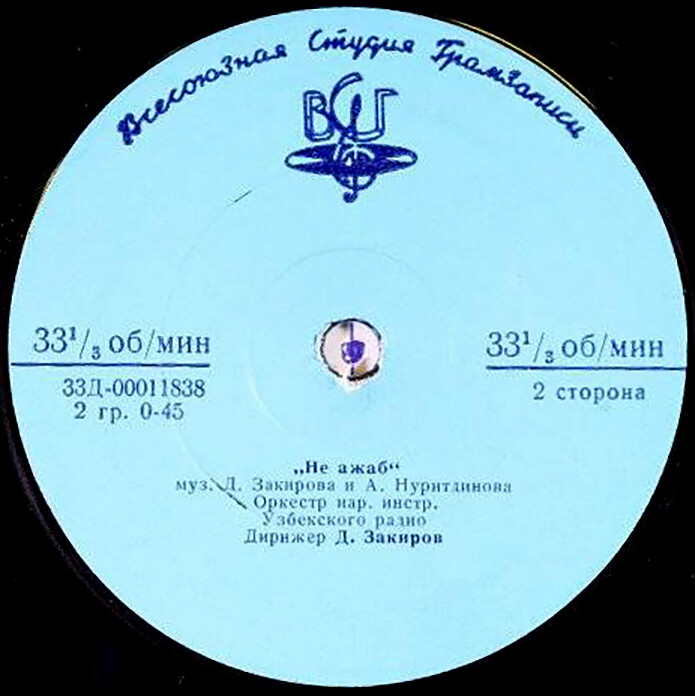 Всесоюзная Студия Грамзаписи
ВСГ
33¹/₃ об/мин
33¹/₃ об/мин
33Д-00011838
2 гр. 0-45
2 сторона
„Не ажаб“
муз. Д. Закирова и А. Нуритдинова
Оркестр нар. инстр.
Узбекского радио
Дирижер Д. Закиров